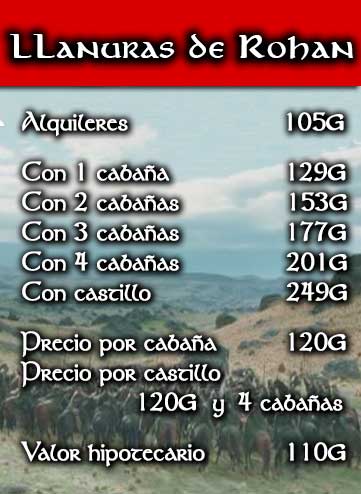 LLanuras de Rohan
Alquileres 105G
Con 1 cabaña 129G
Con 2 cabañas 153G
Con 3 cabañas 177G
Con 4 cabañas 201G
Con castillo 249G
Precio por cabaña 120G
Precio por castillo
120G y 4 cabañas
Valor hipotecario 110G